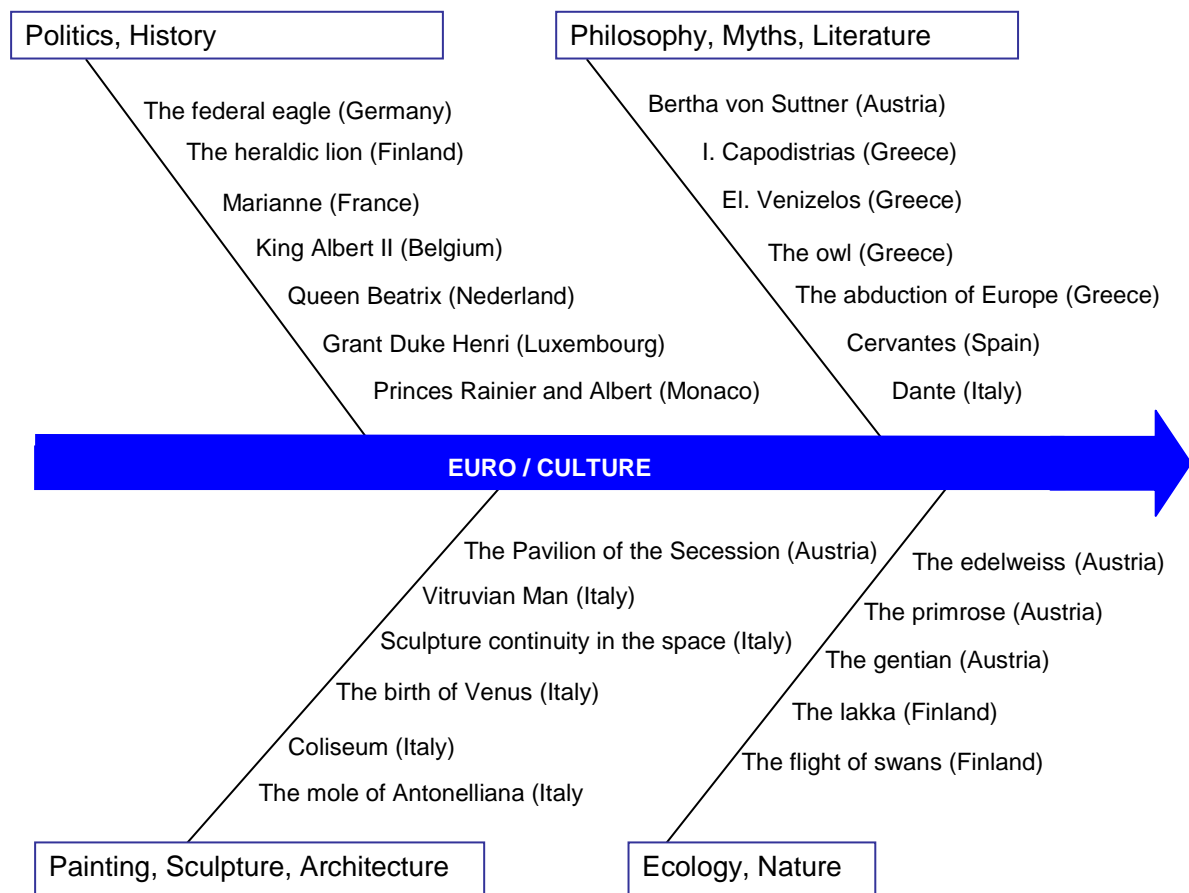 Politics, History
The federal eagle (Germany)
The heraldic lion (Finland)
Marianne (France)
King Albert II (Belgium)
Queen Beatrix (Nederland)
Grant Duke Henri (Luxembourg)
Princes Rainier and Albert (Monaco)
Philosophy, Myths, Literature
Bertha von Suttner (Austria)
I. Capodistrias (Greece)
El. Venizelos (Greece)
The owl (Greece)
The abduction of Europe (Greece)
Cervantes (Spain)
Dante (Italy)
EURO / CULTURE
The Pavilion of the Secession (Austria)
Vitruvian Man (Italy)
Sculpture continuity in the space (Italy)
The birth of Venus (Italy)
Coliseum (Italy)
The mole of Antonelliana (Italy
Painting, Sculpture, Architecture
The edelweiss (Austria)
The primrose (Austria)
The gentian (Austria)
The lakka (Finland)
The flight of swans (Finland)
Ecology, Nature